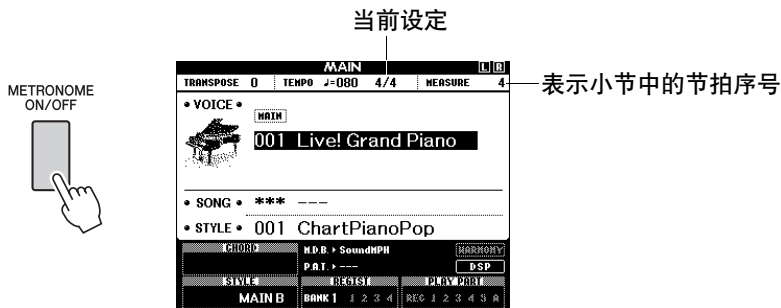 当前设定
METRONOME
ON/OFF
MAIN L R
TRANSPOSE 0 TEMPO ♩=080 4/4 MEASURE 4
表示小节中的节拍序号
VOICE
MAIN
001 Live! Grand Piano
SONG *** ---
STYLE 001 ChartPianoPop
CHORD M.D.B. ▸ SoundMPH HARMONY
P.A.T. ▸ --- DSP
STYLE REGIST PLAY PART
MAIN B BANK 1 1 2 3 4 REC 1 2 3 4 5 A